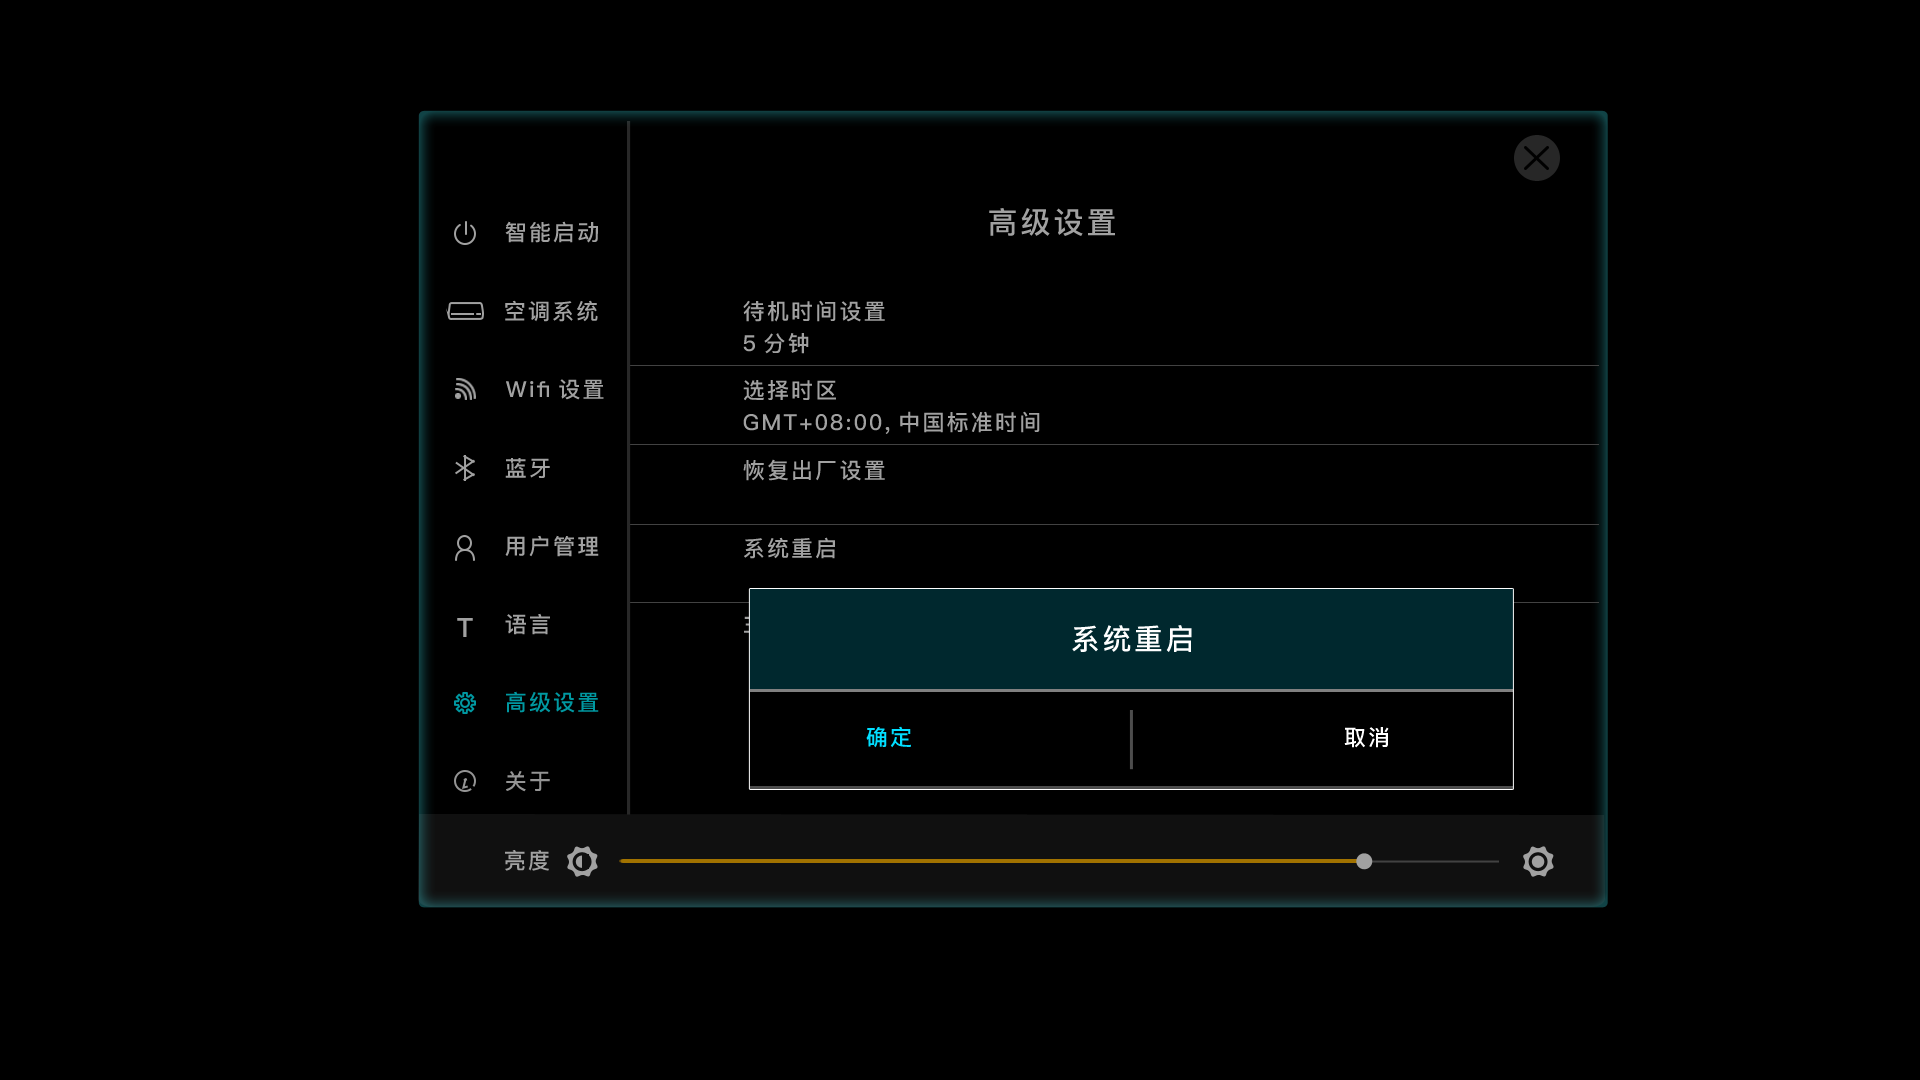 智能启动
空调系统
Wifi 设置
蓝牙
用户管理
语言
高级设置
关于
高级设置
待机时间设置
5 分钟
选择时区
GMT+08:00, 中国标准时间
恢复出厂设置
系统重启
系统重启
确定
取消
亮度